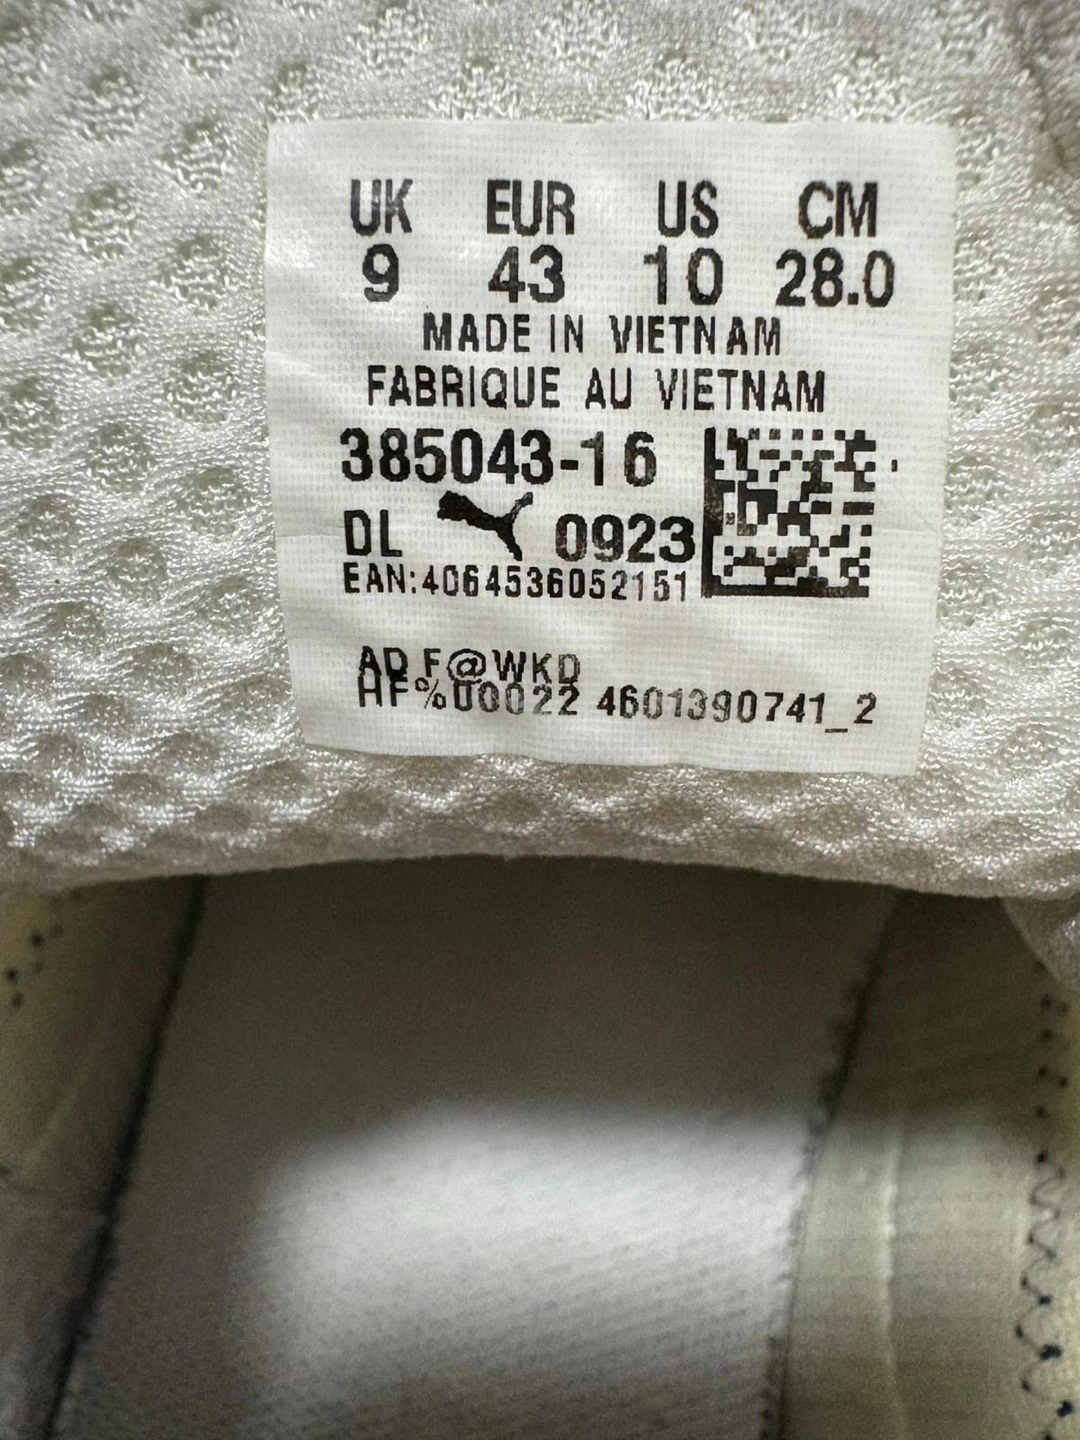 UK EUR US CM
9 43 10 28.0
MADE IN VIETNAM
FABRIQUE AU VIETNAM
385043-16
DL 0923
EAN:4064536052151
AD F@WKD
HF%00022 4601390741_2